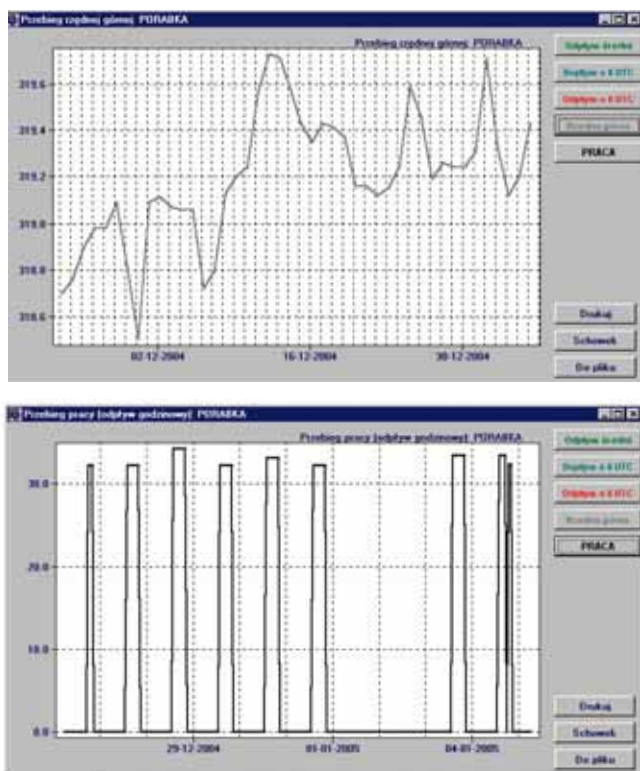 Przebieg rzędnej górnej: PORABKA
Przebieg rzędnej górnej: PORABKA
Odpływ średni
Dopływ o 6 UTC
Odpływ o 6 UTC
Rzedna górna
PRACA
319.6
319.4
319.2
319.0
318.8
318.6
02-12-2004
16-12-2004
30-12-2004
Drukuj
Schowek
Do pliku
Przebieg pracy (odpływ godzinowy): PORABKA
Przebieg pracy (odpływ godzinowy): PORABKA
Odpływ średni
Dopływ o 6 UTC
Odpływ o 6 UTC
Rzedna górna
PRACA
30.0
20.0
10.0
0.0
29-12-2004
01-01-2005
04-01-2005
Drukuj
Schowek
Do pliku